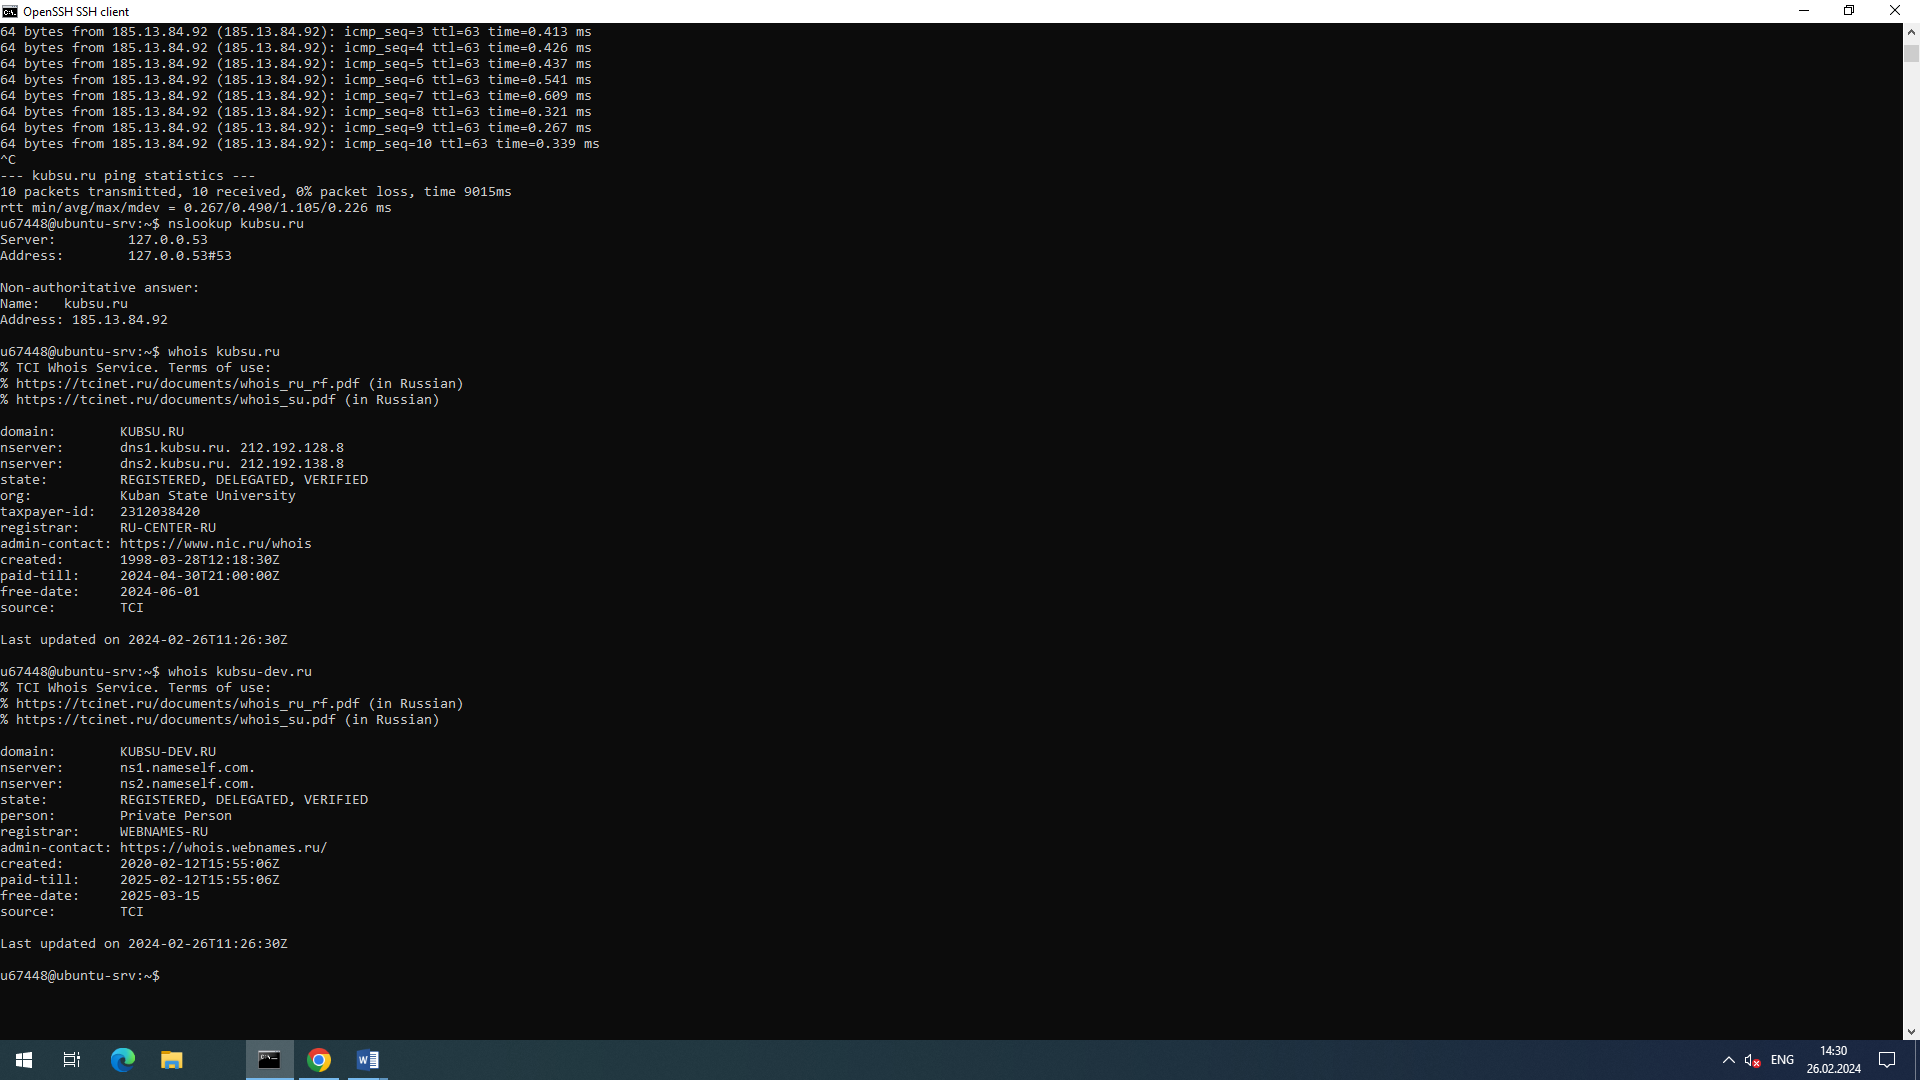 OpenSSH SSH client
64 bytes from 185.13.84.92 (185.13.84.92): icmp_seq=3 ttl=63 time=0.413 ms
64 bytes from 185.13.84.92 (185.13.84.92): icmp_seq=4 ttl=63 time=0.426 ms
64 bytes from 185.13.84.92 (185.13.84.92): icmp_seq=5 ttl=63 time=0.437 ms
64 bytes from 185.13.84.92 (185.13.84.92): icmp_seq=6 ttl=63 time=0.541 ms
64 bytes from 185.13.84.92 (185.13.84.92): icmp_seq=7 ttl=63 time=0.609 ms
64 bytes from 185.13.84.92 (185.13.84.92): icmp_seq=8 ttl=63 time=0.321 ms
64 bytes from 185.13.84.92 (185.13.84.92): icmp_seq=9 ttl=63 time=0.267 ms
64 bytes from 185.13.84.92 (185.13.84.92): icmp_seq=10 ttl=63 time=0.339 ms
^C
--- kubsu.ru ping statistics ---
10 packets transmitted, 10 received, 0% packet loss, time 9015ms
rtt min/avg/max/mdev = 0.267/0.490/1.105/0.226 ms
u67448@ubuntu-srv:~$ nslookup kubsu.ru
Server:         127.0.0.53
Address:        127.0.0.53#53

Non-authoritative answer:
Name:   kubsu.ru
Address: 185.13.84.92

u67448@ubuntu-srv:~$ whois kubsu.ru
% TCI Whois Service. Terms of use:
% https://tcinet.ru/documents/whois_ru_rf.pdf (in Russian)
% https://tcinet.ru/documents/whois_su.pdf (in Russian)

domain:        KUBSU.RU
nserver:       dns1.kubsu.ru. 212.192.128.8
nserver:       dns2.kubsu.ru. 212.192.138.8
state:         REGISTERED, DELEGATED, VERIFIED
org:           Kuban State University
taxpayer-id:   2312038420
registrar:     RU-CENTER-RU
admin-contact: https://www.nic.ru/whois
created:       1998-03-28T12:18:30Z
paid-till:     2024-04-30T21:00:00Z
free-date:     2024-06-01
source:        TCI

Last updated on 2024-02-26T11:26:30Z

u67448@ubuntu-srv:~$ whois kubsu-dev.ru
% TCI Whois Service. Terms of use:
% https://tcinet.ru/documents/whois_ru_rf.pdf (in Russian)
% https://tcinet.ru/documents/whois_su.pdf (in Russian)

domain:        KUBSU-DEV.RU
nserver:       ns1.nameself.com.
nserver:       ns2.nameself.com.
state:         REGISTERED, DELEGATED, VERIFIED
person:        Private Person
registrar:     WEBNAMES-RU
admin-contact: https://whois.webnames.ru/
created:       2020-02-12T15:55:06Z
paid-till:     2025-02-12T15:55:06Z
free-date:     2025-03-15
source:        TCI

Last updated on 2024-02-26T11:26:30Z

u67448@ubuntu-srv:~$
ENG
14:30
26.02.2024